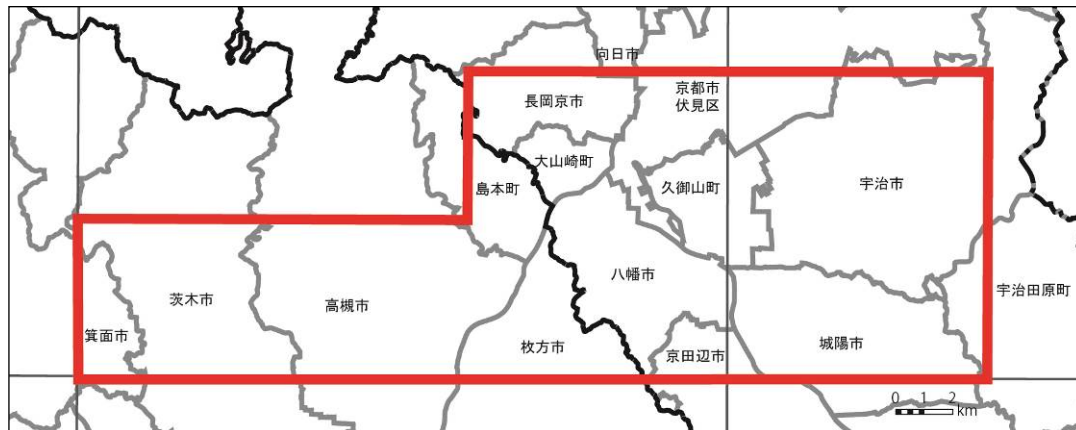 向日市
京都市
伏見区
長岡京市
大山崎町
島本町
久御山町
宇治市
八幡市
茨木市
高槻市
宇治田原町
箕面市
枚方市
京田辺市
城陽市
0 1 2
km